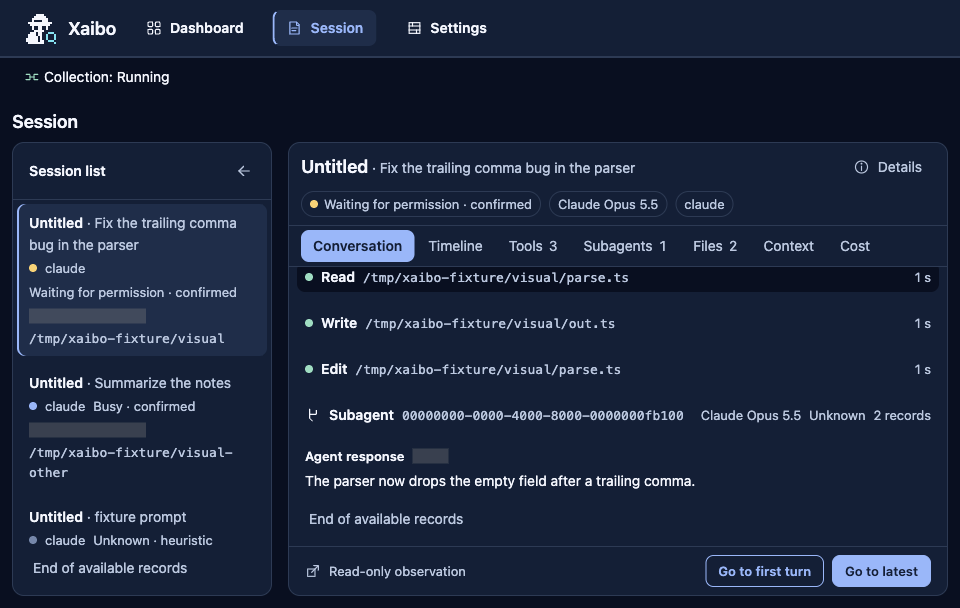 Xaibo
Dashboard
Session
Settings
Collection: Running
Session
Session list
Untitled · Fix the trailing comma
bug in the parser
claude
Waiting for permission · confirmed
/tmp/xaibo-fixture/visual
Untitled · Summarize the notes
claude Busy · confirmed
/tmp/xaibo-fixture/visual-
other
Untitled · fixture prompt
claude Unknown · heuristic
End of available records
Untitled · Fix the trailing comma bug in the parser
Details
Waiting for permission · confirmed
Claude Opus 5.5
claude
Conversation
Timeline
Tools 3
Subagents 1
Files 2
Context
Cost
Read /tmp/xaibo-fixture/visual/parse.ts 1 s
Write /tmp/xaibo-fixture/visual/out.ts 1 s
Edit /tmp/xaibo-fixture/visual/parse.ts 1 s
Subagent 00000000-0000-4000-8000-0000000fb100 Claude Opus 5.5 Unknown 2 records
Agent response
The parser now drops the empty field after a trailing comma.
End of available records
Read-only observation
Go to first turn
Go to latest